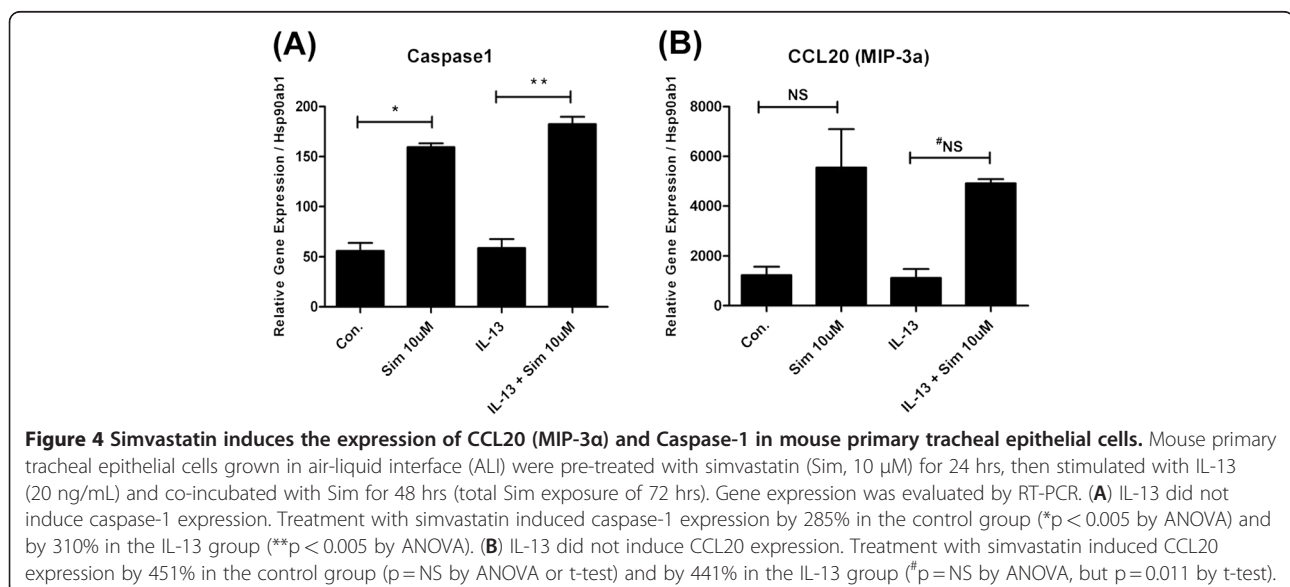 (A)
Caspase1
Relative Gene Expression / Hsp90ab1
200
150
100
50
0
*
**
Con.
Sim 10uM
IL-13
IL-13 + Sim 10uM
(B)
CCL20 (MIP-3a)
Relative Gene Expression / Hsp90ab1
8000
6000
4000
2000
0
NS
#NS
Con.
Sim 10uM
IL-13
IL-13 + Sim 10uM
Figure 4 Simvastatin induces the expression of CCL20 (MIP-3α) and Caspase-1 in mouse primary tracheal epithelial cells. Mouse primary
tracheal epithelial cells grown in air-liquid interface (ALI) were pre-treated with simvastatin (Sim, 10 μM) for 24 hrs, then stimulated with IL-13
(20 ng/mL) and co-incubated with Sim for 48 hrs (total Sim exposure of 72 hrs). Gene expression was evaluated by RT-PCR. (A) IL-13 did not
induce caspase-1 expression. Treatment with simvastatin induced caspase-1 expression by 285% in the control group (*p < 0.005 by ANOVA) and
by 310% in the IL-13 group (**p < 0.005 by ANOVA). (B) IL-13 did not induce CCL20 expression. Treatment with simvastatin induced CCL20
expression by 451% in the control group (p = NS by ANOVA or t-test) and by 441% in the IL-13 group (#p = NS by ANOVA, but p = 0.011 by t-test).